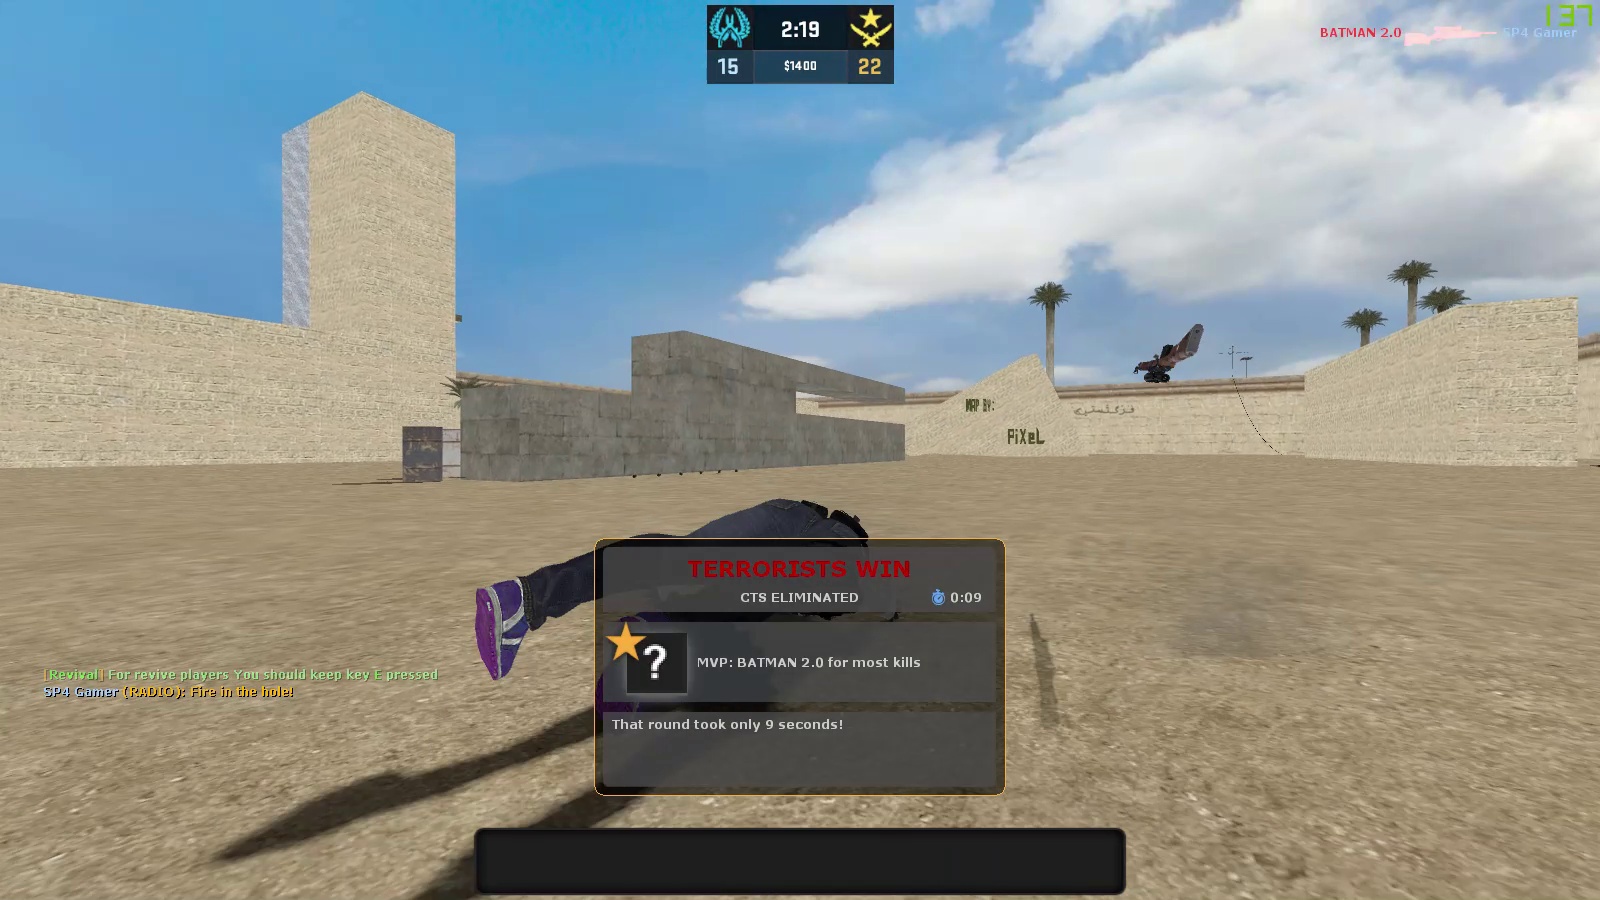 2:19
15 $1400 22
137
BATMAN 2.0 SP4 Gamer
MAP BY:
PiXeL
TERRORISTS WIN
CTS ELIMINATED 0:09
?
MVP: BATMAN 2.0 for most kills
[Revival] For revive players You should keep key E pressed
SP4 Gamer (RADIO): Fire in the hole!
That round took only 9 seconds!